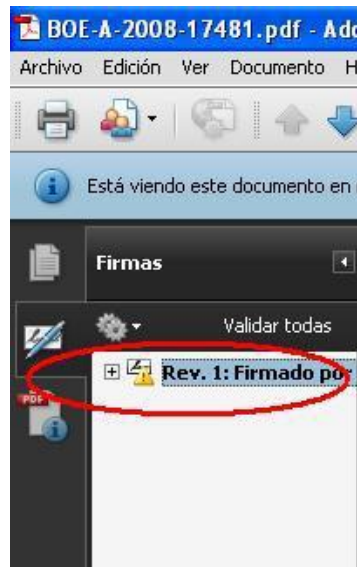 BOE-A-2008-17481.pdf - Ado
Archivo Edición Ver Documento H
Está viendo este documento en
Firmas
Validar todas
Rev. 1: Firmado por
PDF